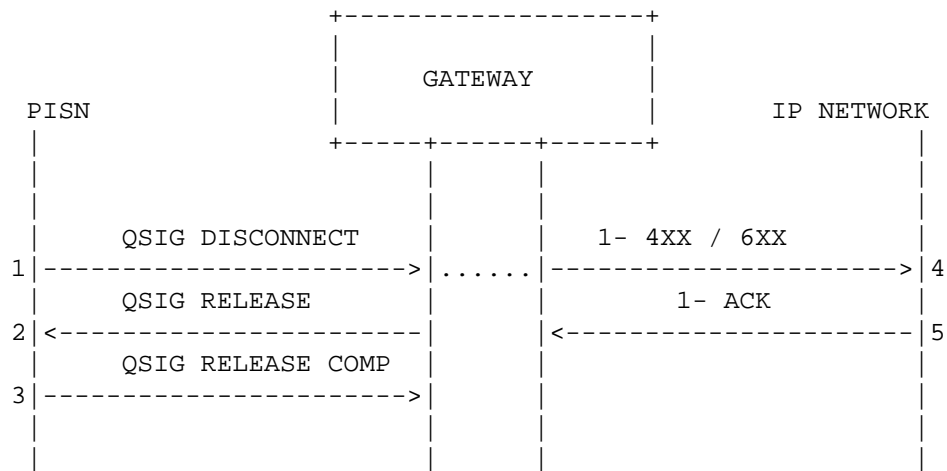 GATEWAY
PISN IP NETWORK
QSIG DISCONNECT 1- 4XX / 6XX
1|----------------------->|......|----------------------->|4
QSIG RELEASE 1- ACK
2|<------------------------| |<------------------------|5
QSIG RELEASE COMP
3|----------------------->|